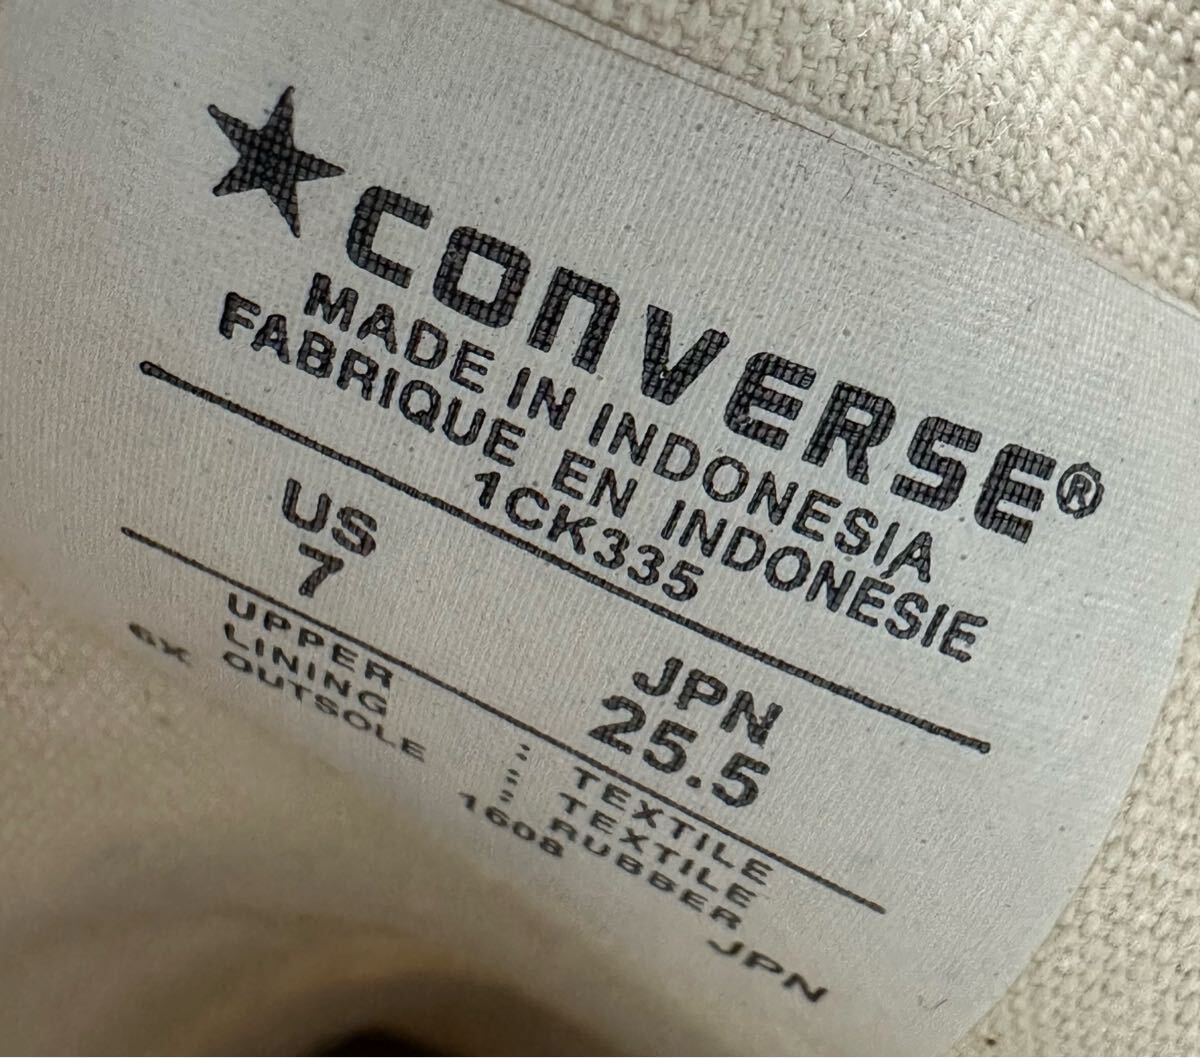 CONVERSE®
MADE IN INDONESIA
FABRIQUE EN INDONESIE
1CK335
US JPN
7 25.5
UPPER : TEXTILE
LINING : TEXTILE
OUTSOLE : RUBBER
6X 1608 JPN